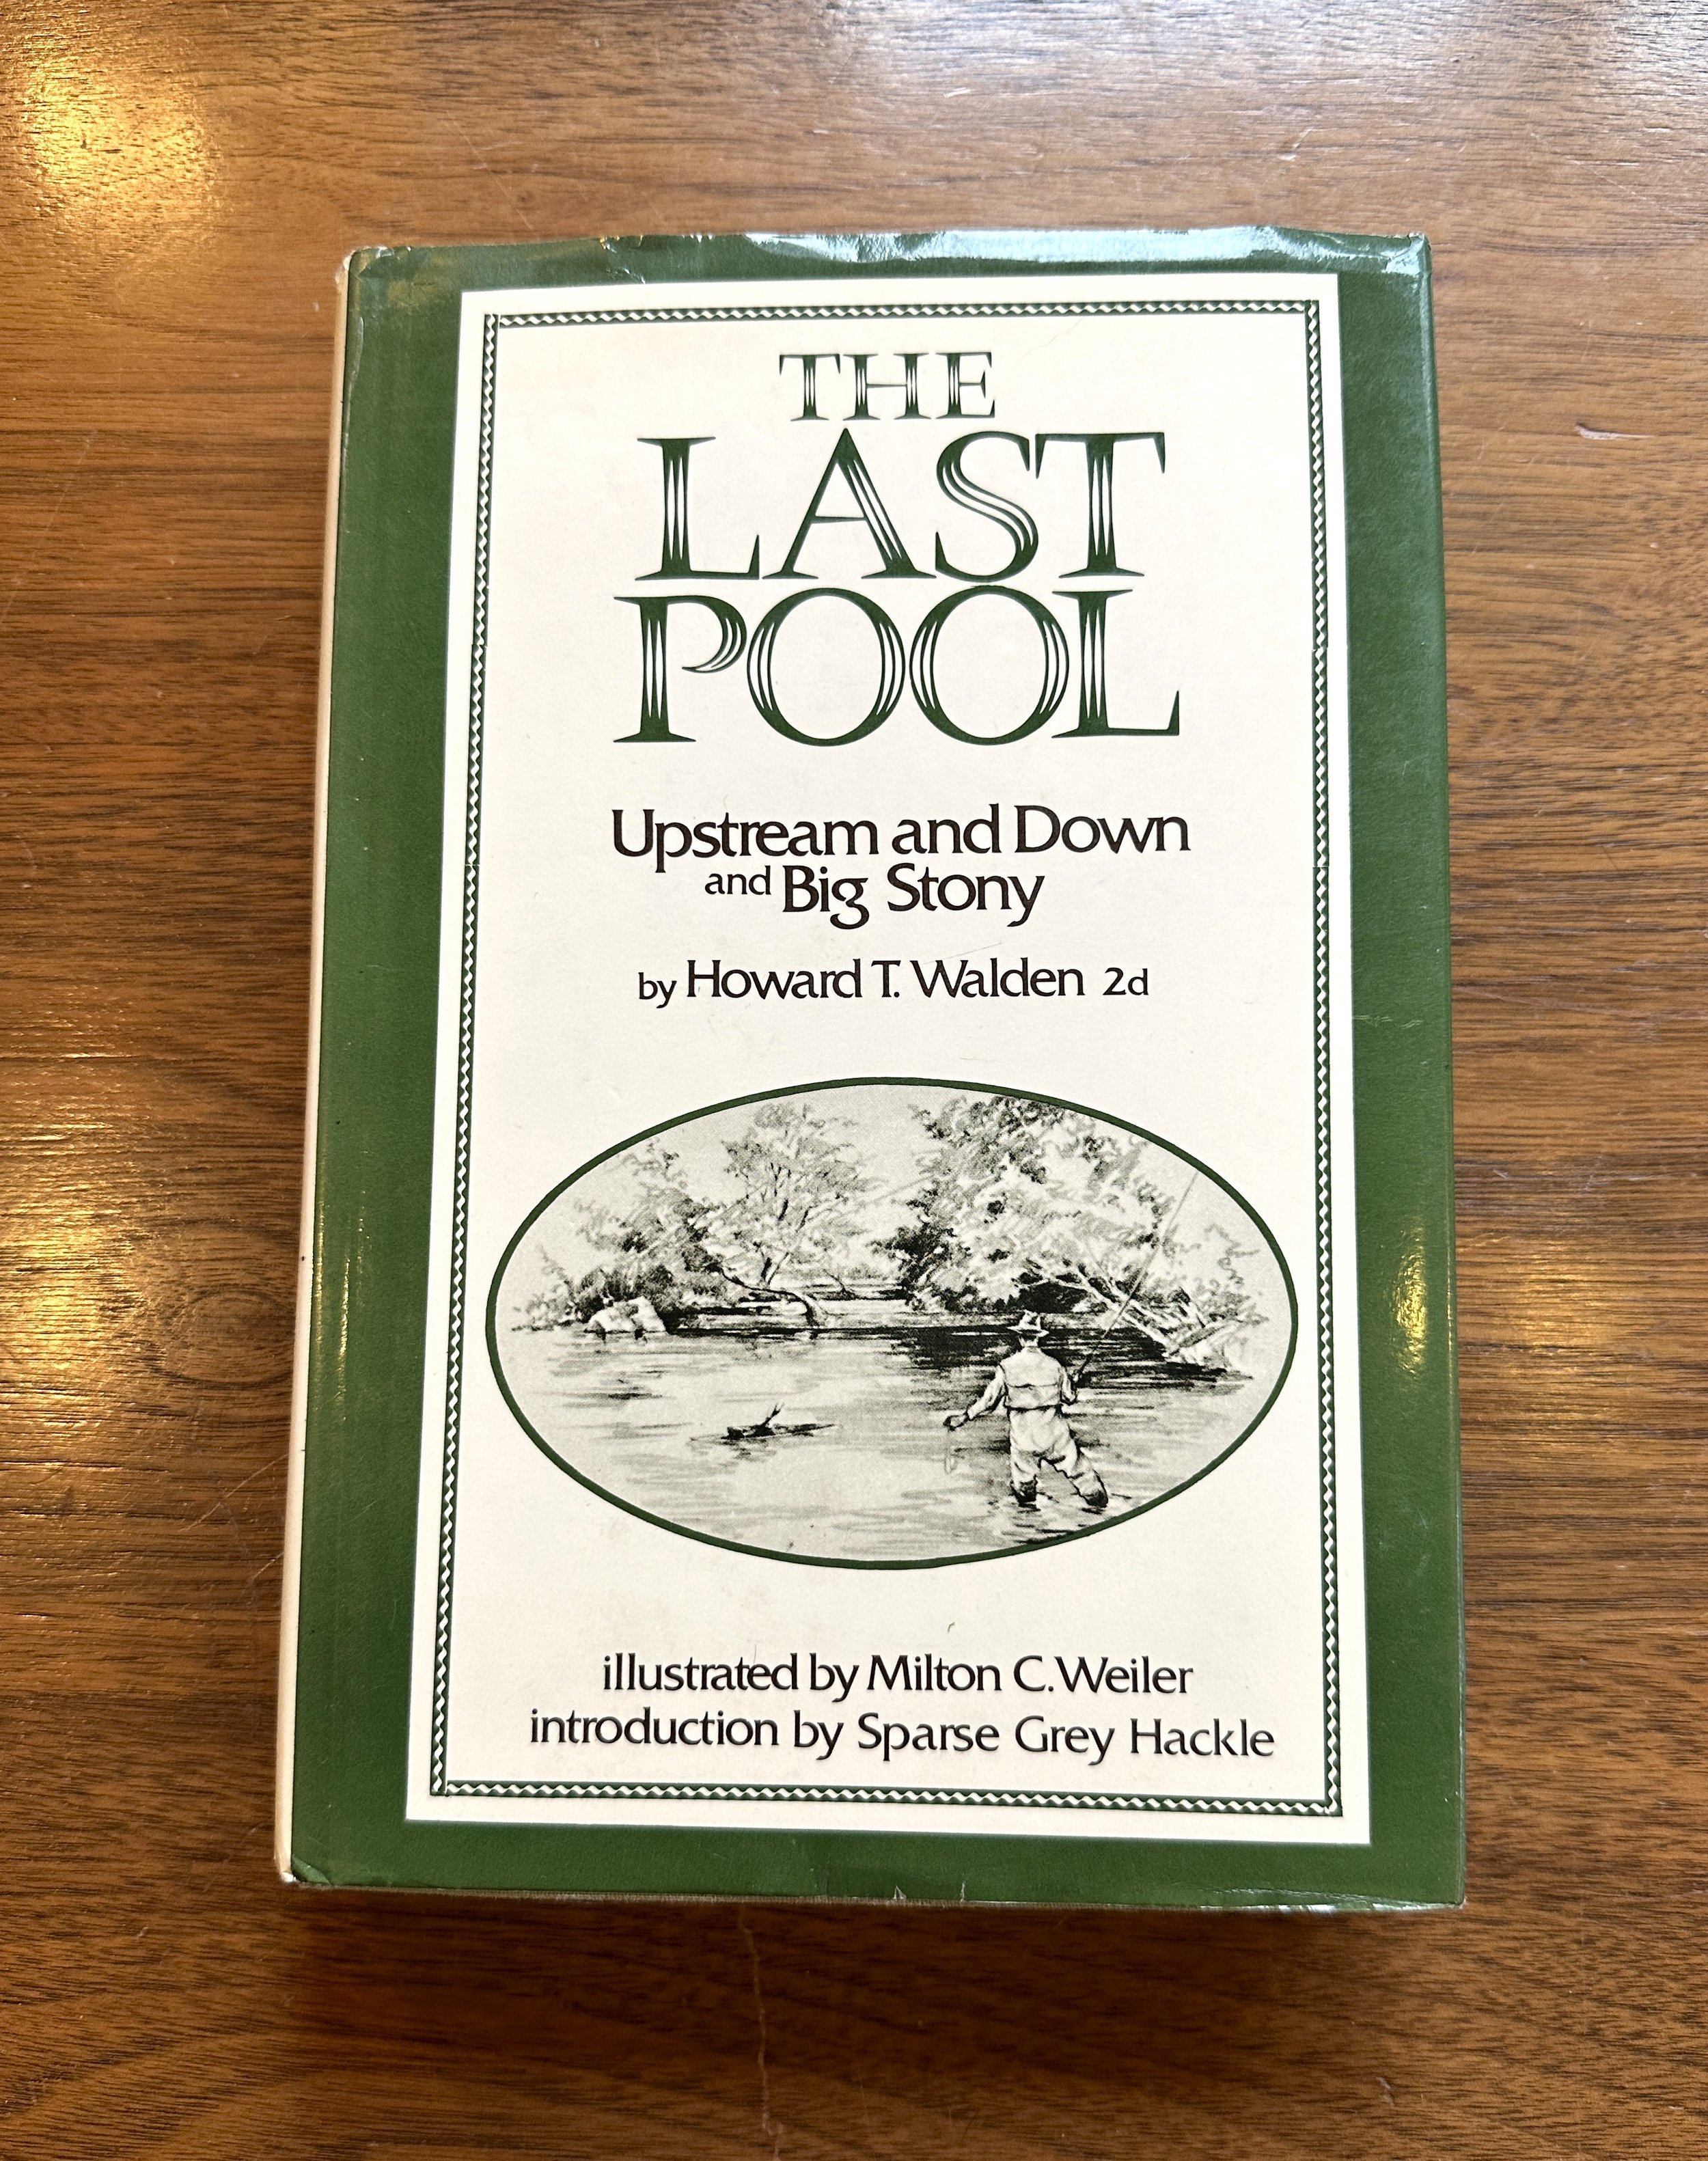 THE
LAST
POOL
Upstream and Down
and Big Stony
by Howard T. Walden 2d
illustrated by Milton C. Weiler
introduction by Sparse Grey Hackle